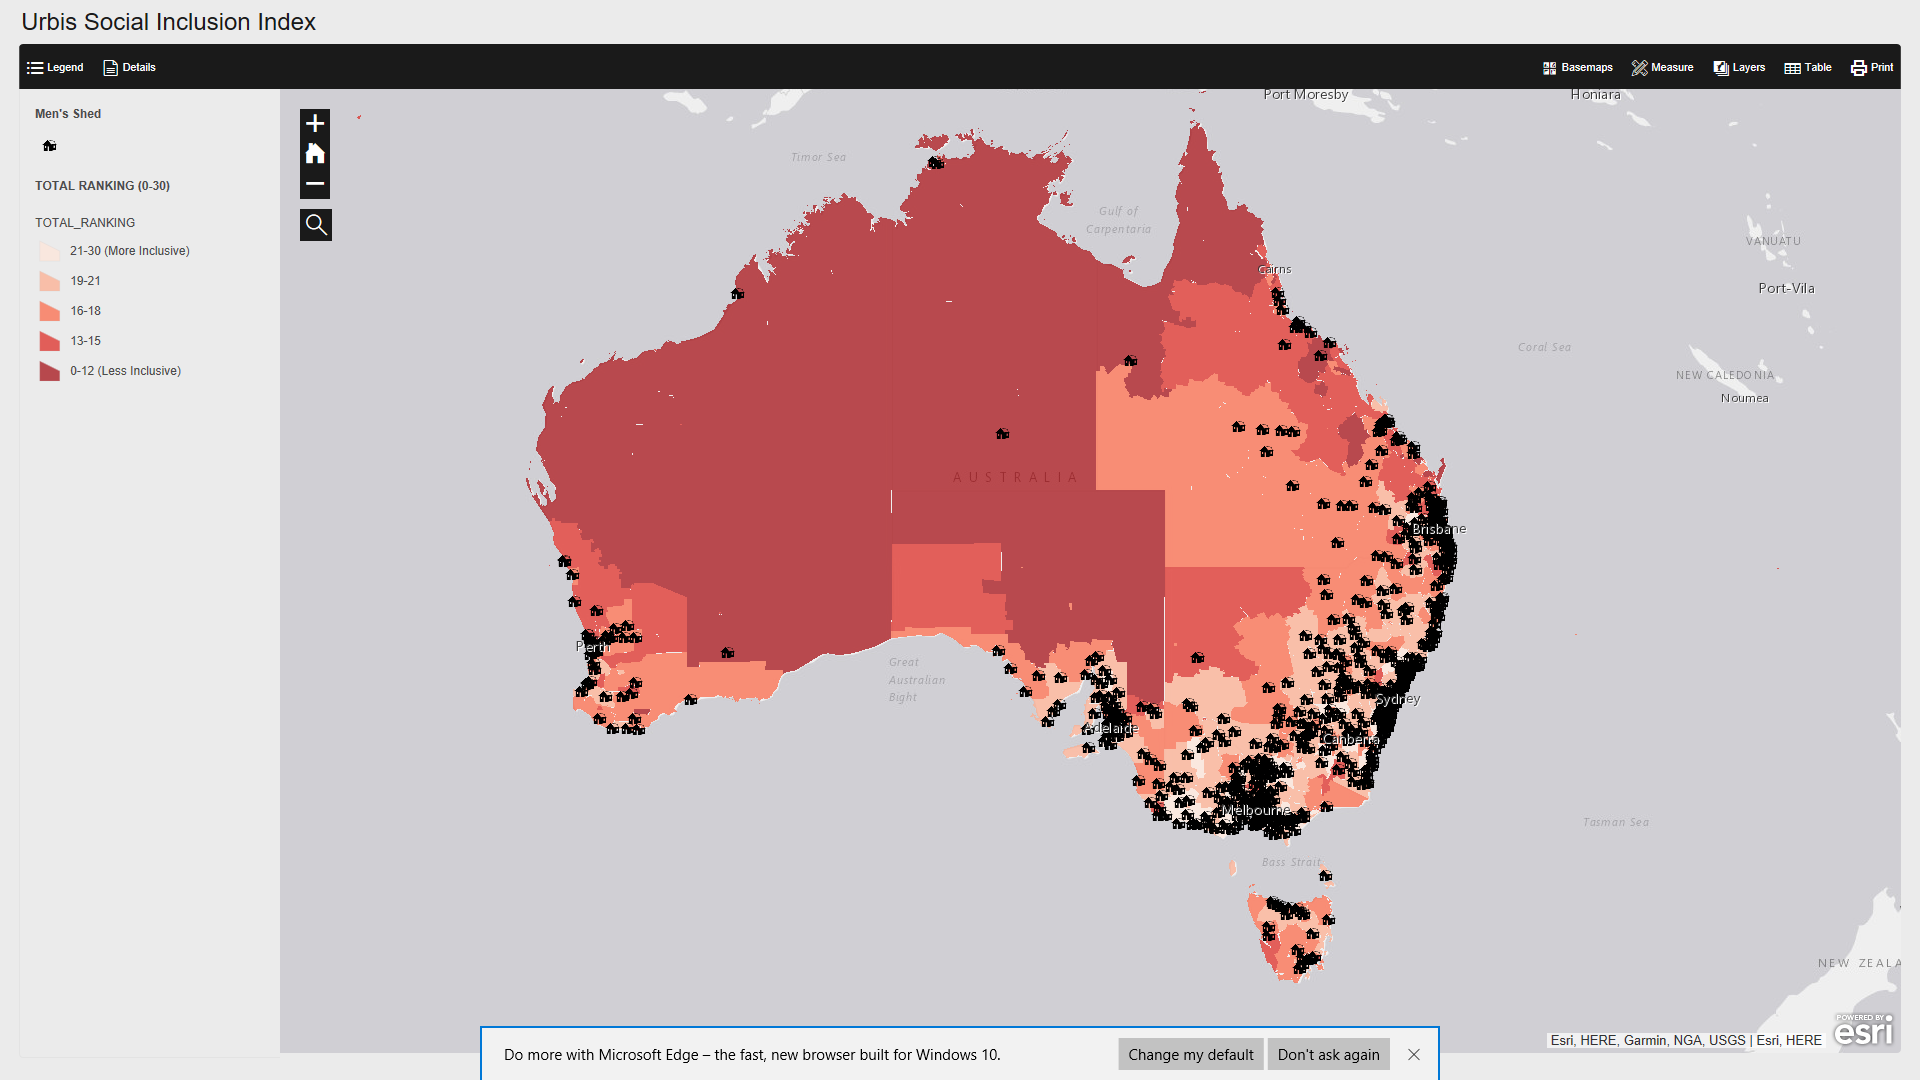 Urbis Social Inclusion Index
Legend
Details
Basemaps
Measure
Layers
Table
Print
Men's Shed
TOTAL RANKING (0-30)
TOTAL_RANKING
21-30 (More Inclusive)
19-21
16-18
13-15
0-12 (Less Inclusive)
Port Moresby
Honiara
Timor Sea
Gulf of
Carpentaria
Cairns
VANUATU
Port-Vila
Coral Sea
NEW CALEDONIA
Noumea
AUSTRALIA
Brisbane
Perth
Great
Australian
Bight
Sydney
Adelaide
Canberra
Melbourne
Tasman Sea
Bass Strait
NEW ZEALA
POWERED BY
esri
Esri, HERE, Garmin, NGA, USGS | Esri, HERE
Do more with Microsoft Edge – the fast, new browser built for Windows 10.
Change my default
Don't ask again